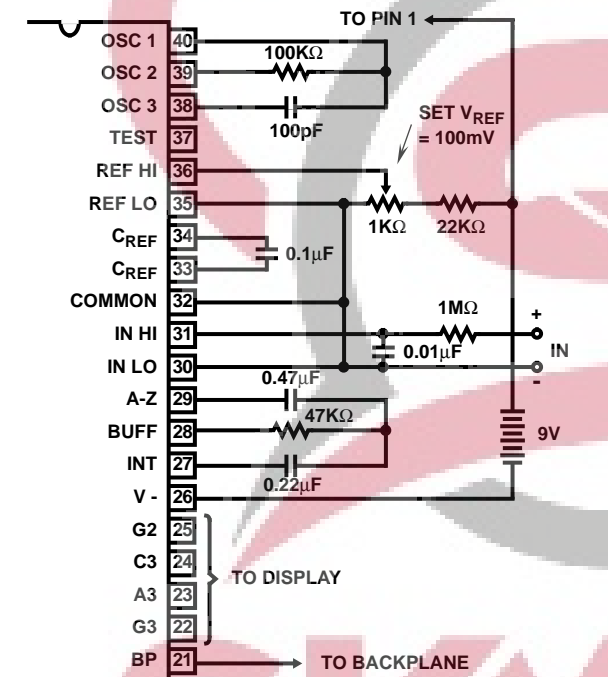 TO PIN 1
OSC 1 40
100KΩ
OSC 2 39
OSC 3 38
100pF
SET VREF
= 100mV
TEST 37
REF HI 36
REF LO 35
1KΩ 22KΩ
CREF 34
0.1µF
CREF 33
COMMON 32
1MΩ
+
IN HI 31
0.01µF
IN
IN LO 30
-
0.47µF
A-Z 29
47KΩ
BUFF 28
9V
INT 27
0.22µF
V - 26
G2 25
C3 24
TO DISPLAY
A3 23
G3 22
BP 21
TO BACKPLANE